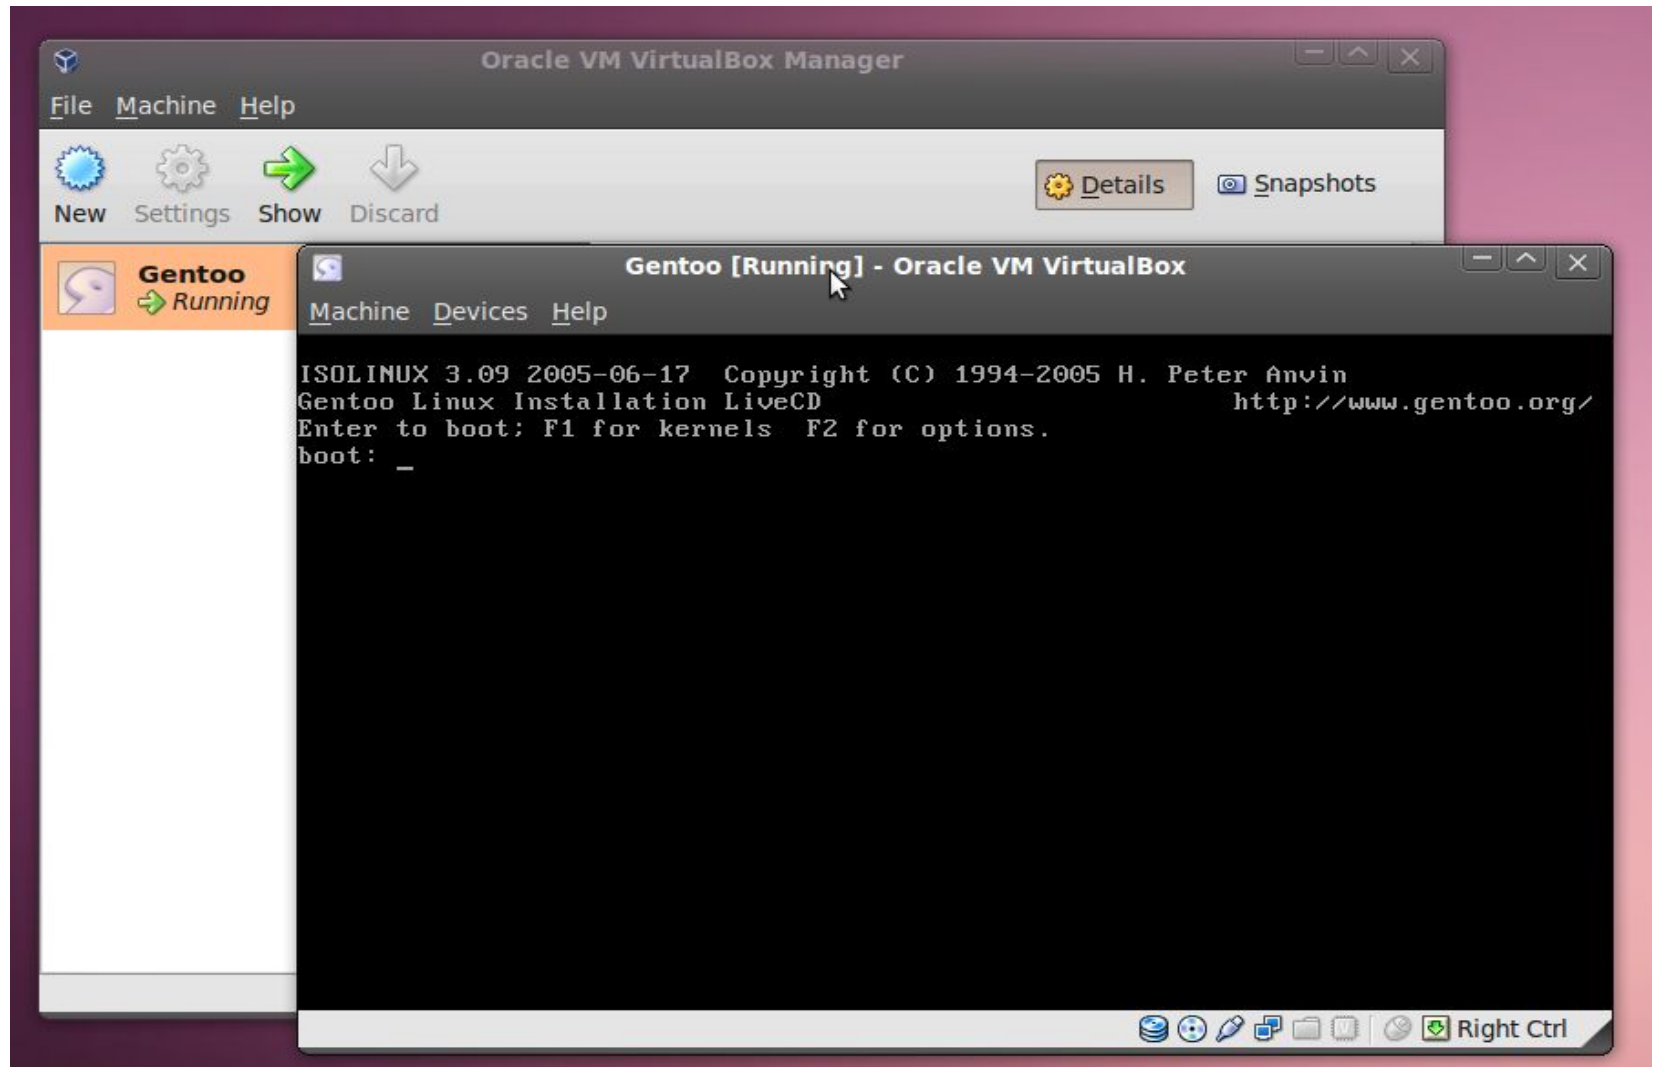 Oracle VM VirtualBox Manager
File Machine Help
New Settings Show Discard
Details Snapshots
Gentoo
Running
Gentoo [Running] - Oracle VM VirtualBox
Machine Devices Help
ISOLINUX 3.09 2005-06-17  Copyright (C) 1994-2005 H. Peter Anvin
Gentoo Linux Installation LiveCD http://www.gentoo.org/
Enter to boot; F1 for kernels  F2 for options.
boot: _
Right Ctrl